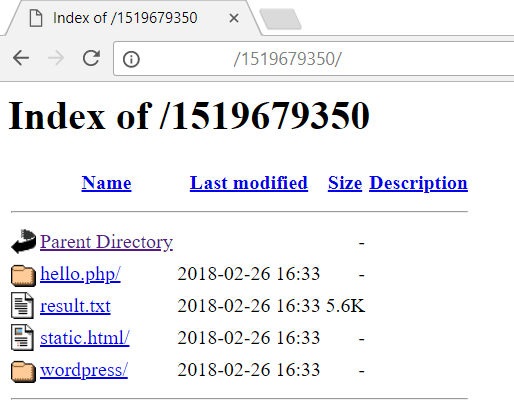 Index of /1519679350
/1519679350/
Index of /1519679350
Name Last modified Size Description
Parent Directory -
hello.php/ 2018-02-26 16:33 -
result.txt 2018-02-26 16:33 5.6K
static.html/ 2018-02-26 16:33 -
wordpress/ 2018-02-26 16:33 -